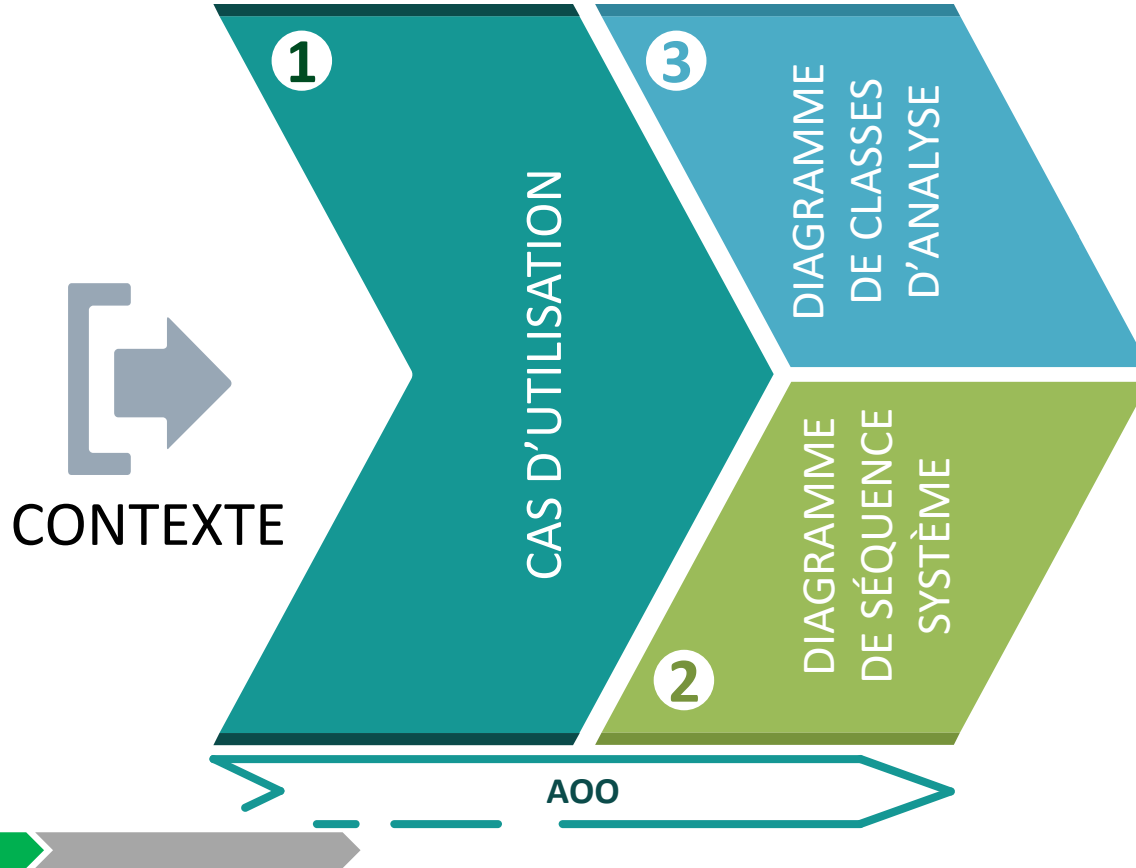 CONTEXTE
1
CAS D’UTILISATION
3
DIAGRAMME
DE CLASSES
D’ANALYSE
2
DIAGRAMME
DE SÉQUENCE
SYSTÈME
AOO